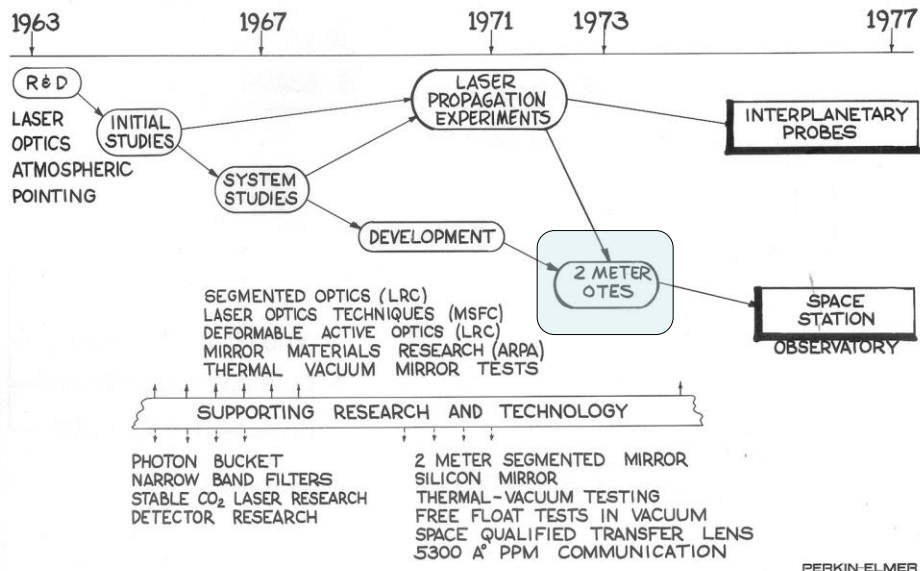 1963 1967 1971 1973 1977
R&D
LASER
OPTICS
ATMOSPHERIC
POINTING
INITIAL
STUDIES
SYSTEM
STUDIES
DEVELOPMENT
LASER
PROPAGATION
EXPERIMENTS
2 METER
OTES
INTERPLANETARY
PROBES
SPACE
STATION
OBSERVATORY
SEGMENTED OPTICS (LRC)
LASER OPTICS TECHNIQUES (MSFC)
DEFORMABLE ACTIVE OPTICS (LRC)
MIRROR MATERIALS RESEARCH (ARPA)
THERMAL VACUUM MIRROR TESTS
SUPPORTING RESEARCH AND TECHNOLOGY
PHOTON BUCKET
NARROW BAND FILTERS
STABLE CO₂ LASER RESEARCH
DETECTOR RESEARCH
2 METER SEGMENTED MIRROR
SILICON MIRROR
THERMAL-VACUUM TESTING
FREE FLOAT TESTS IN VACUUM
SPACE QUALIFIED TRANSFER LENS
5300 A° PPM COMMUNICATION
PERKIN-ELMER